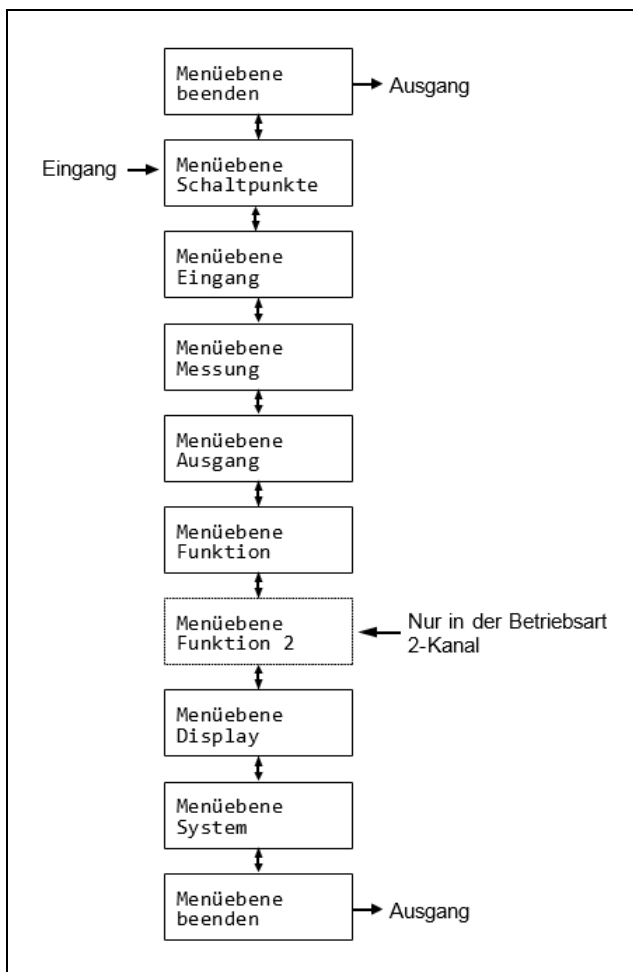 Menüebene
beenden
Ausgang
Eingang
Menüebene
Schaltpunkte
Menüebene
Eingang
Menüebene
Messung
Menüebene
Ausgang
Menüebene
Funktion
Menüebene
Funktion 2
Nur in der Betriebsart
2-Kanal
Menüebene
Display
Menüebene
System
Menüebene
beenden
Ausgang